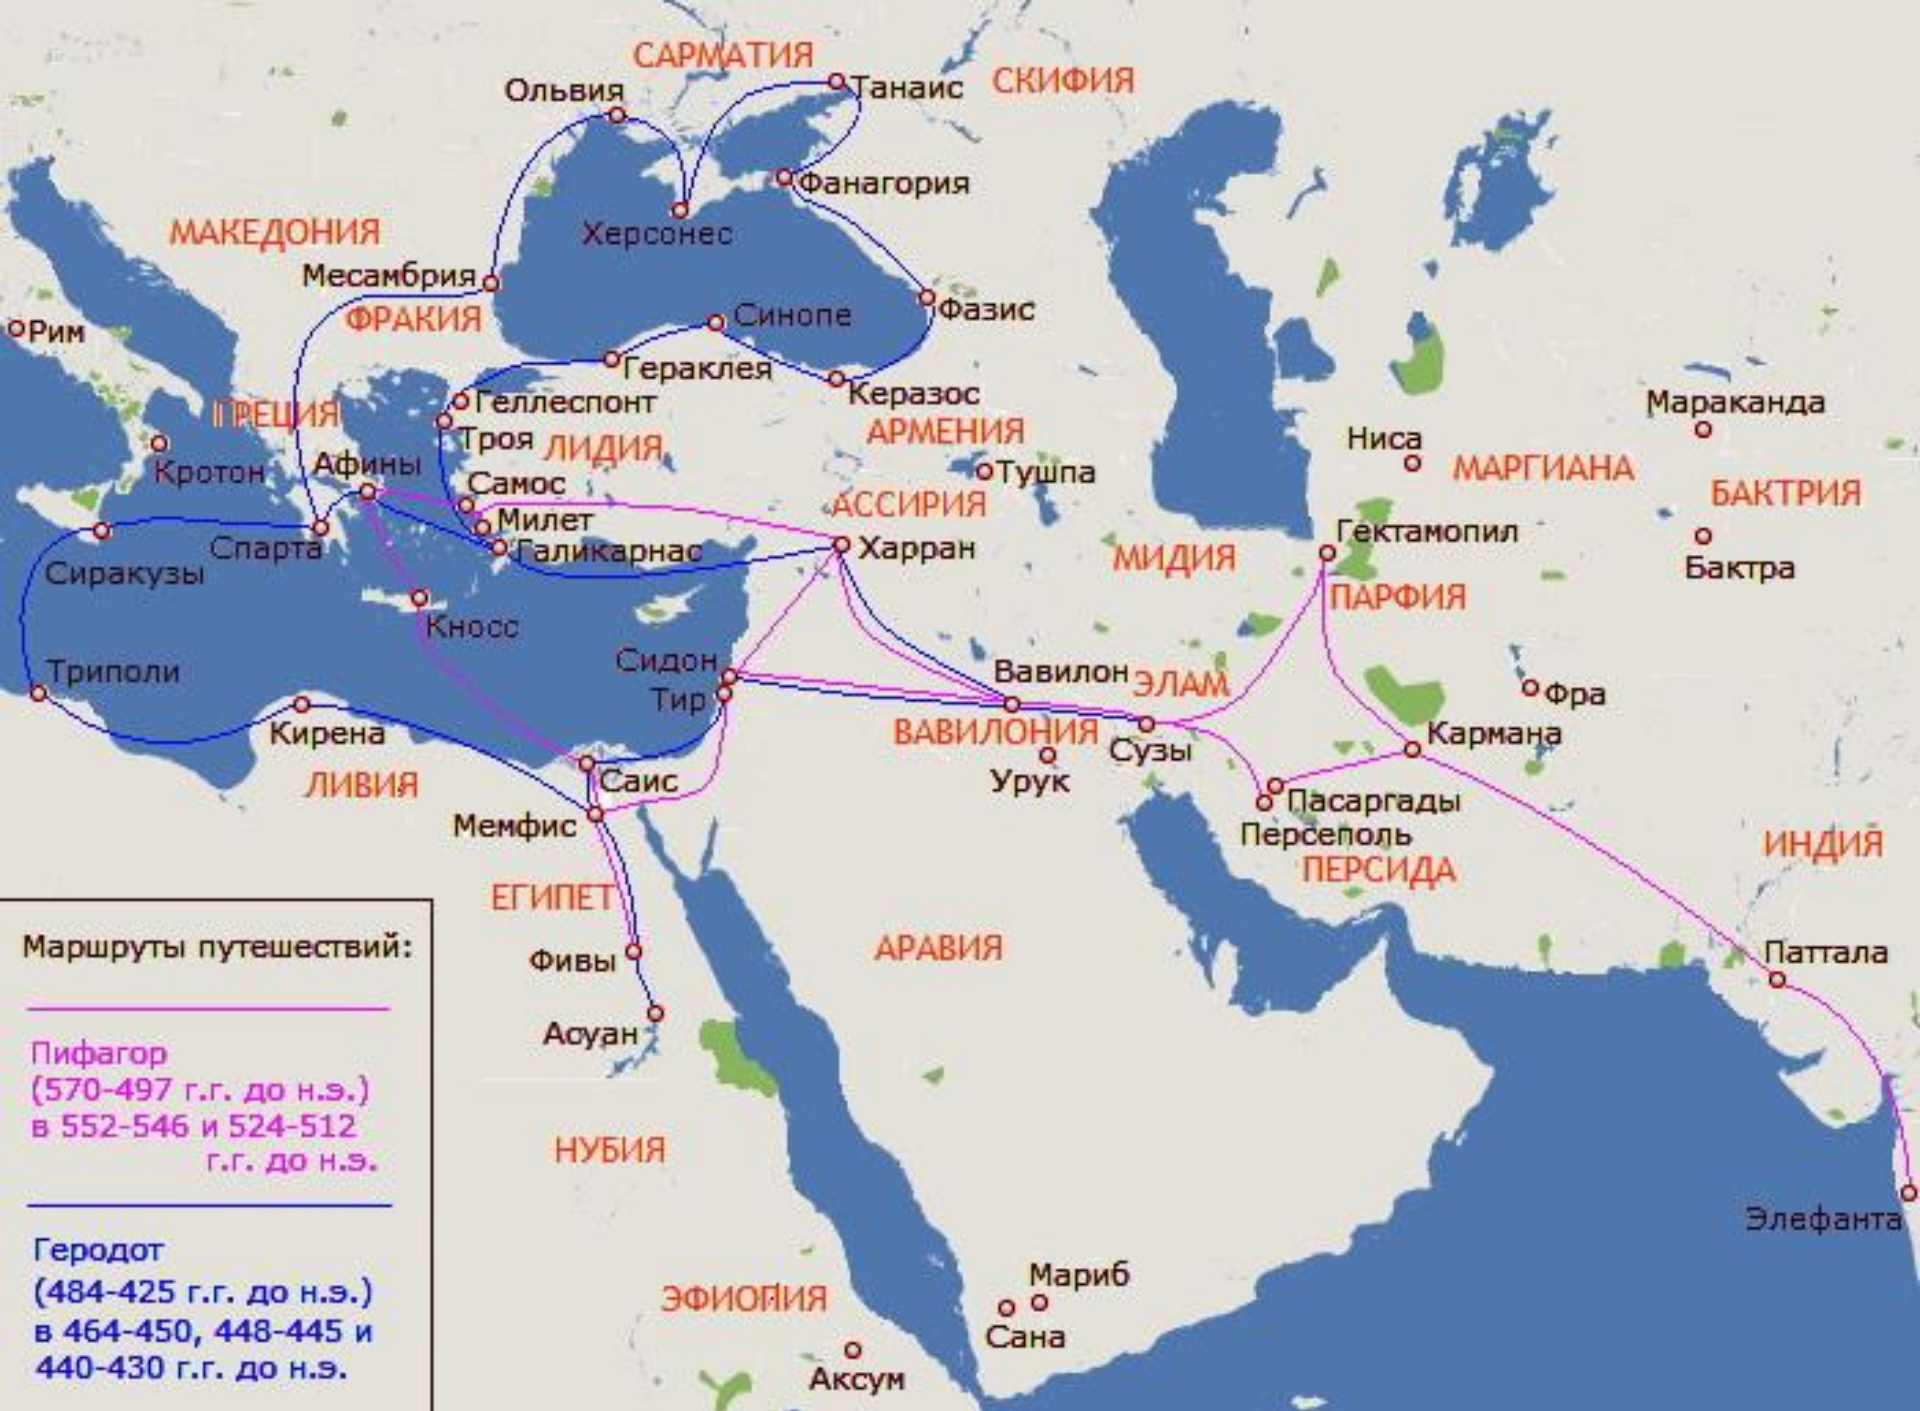 САРМАТИЯ
СКИФИЯ
Ольвия
Танаис
Фанагория
Херсонес
МАКЕДОНИЯ
Месамбрия
ФРАКИЯ
Рим
Синопе
Фазис
Гераклея
Керазос
Геллеспонт
Мараканда
ГРЕЦИЯ
Троя
ЛИДИЯ
АРМЕНИЯ
Ниса
Кротон
Афины
Тушпа
МАРГИАНА
Самос
АССИРИЯ
БАКТРИЯ
Милет
Гектамопил
Спарта
Галикарнас
Харран
МИДИЯ
Сиракузы
Бактра
ПАРФИЯ
Кносс
Сидон
Триполи
Вавилон
ЭЛАМ
Тир
Фра
Кирена
ВАВИЛОНИЯ
Сузы
Кармана
ЛИВИЯ
Саис
Урук
Пасаргады
Мемфис
Персеполь
ИНДИЯ
ПЕРСИДА
ЕГИПЕТ
АРАВИЯ
Паттала
Фивы
Асуан
НУБИЯ
Элефанта
Мариб
ЭФИОПИЯ
Сана
Аксум
Маршруты путешествий:
Пифагор
(570-497 г.г. до н.э.)
в 552-546 и 524-512
г.г. до н.э.
Геродот
(484-425 г.г. до н.э.)
в 464-450, 448-445 и
440-430 г.г. до н.э.